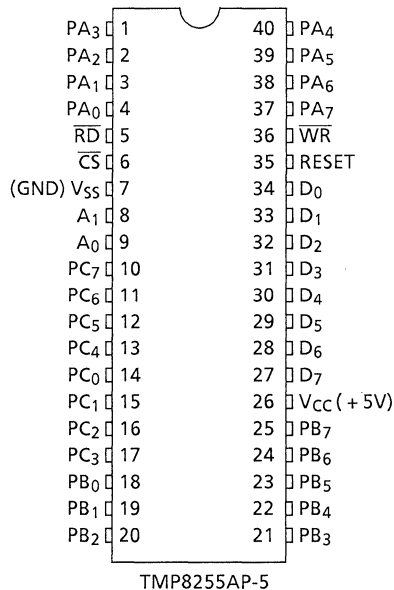 PA3 1 40 PA4
PA2 2 39 PA5
PA1 3 38 PA6
PA0 4 37 PA7
RD 5 36 WR
CS 6 35 RESET
(GND) VSS 7 34 D0
A1 8 33 D1
A0 9 32 D2
PC7 10 31 D3
PC6 11 30 D4
PC5 12 29 D5
PC4 13 28 D6
PC0 14 27 D7
PC1 15 26 VCC (+5V)
PC2 16 25 PB7
PC3 17 24 PB6
PB0 18 23 PB5
PB1 19 22 PB4
PB2 20 21 PB3
TMP8255AP-5